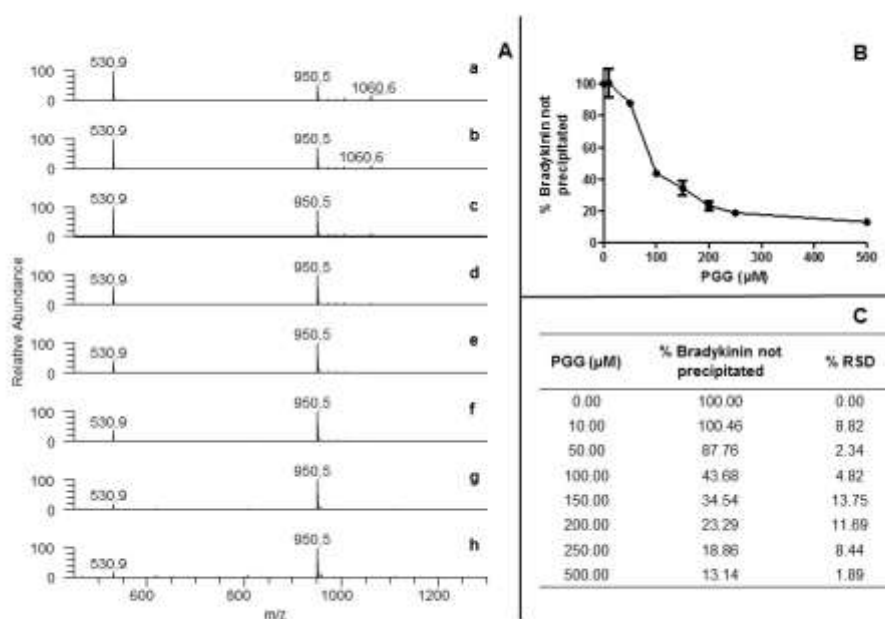 A
530.9 950.5 1060.6 a
100
0
530.9 950.5 1060.6 b
100
0
530.9 950.5 c
100
0
530.9 950.5 d
100
0
530.9 950.5 e
100
0
530.9 950.5 f
100
0
530.9 950.5 g
100
0
530.9 950.5 h
100
0
600 800 1000 1200
m/z
Relative Abundance
B
% Bradykinin not
precipitated
100
80
60
40
20
0
0 100 200 300 400 500
PGG (µM)
C
PGG (µM) % Bradykinin not precipitated % RSD
0.00 100.00 0.00
10.00 100.46 8.82
50.00 87.76 2.34
100.00 43.68 4.82
150.00 34.54 13.75
200.00 23.29 11.69
250.00 18.86 8.44
500.00 13.14 1.89